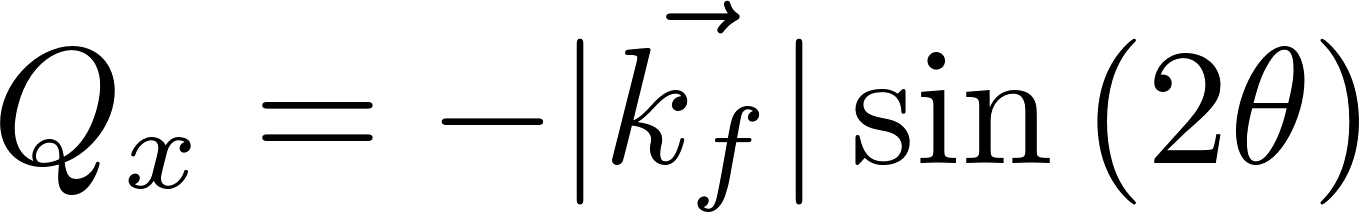 $Q_x = -|\vec{k_f}| \sin(2\theta)$